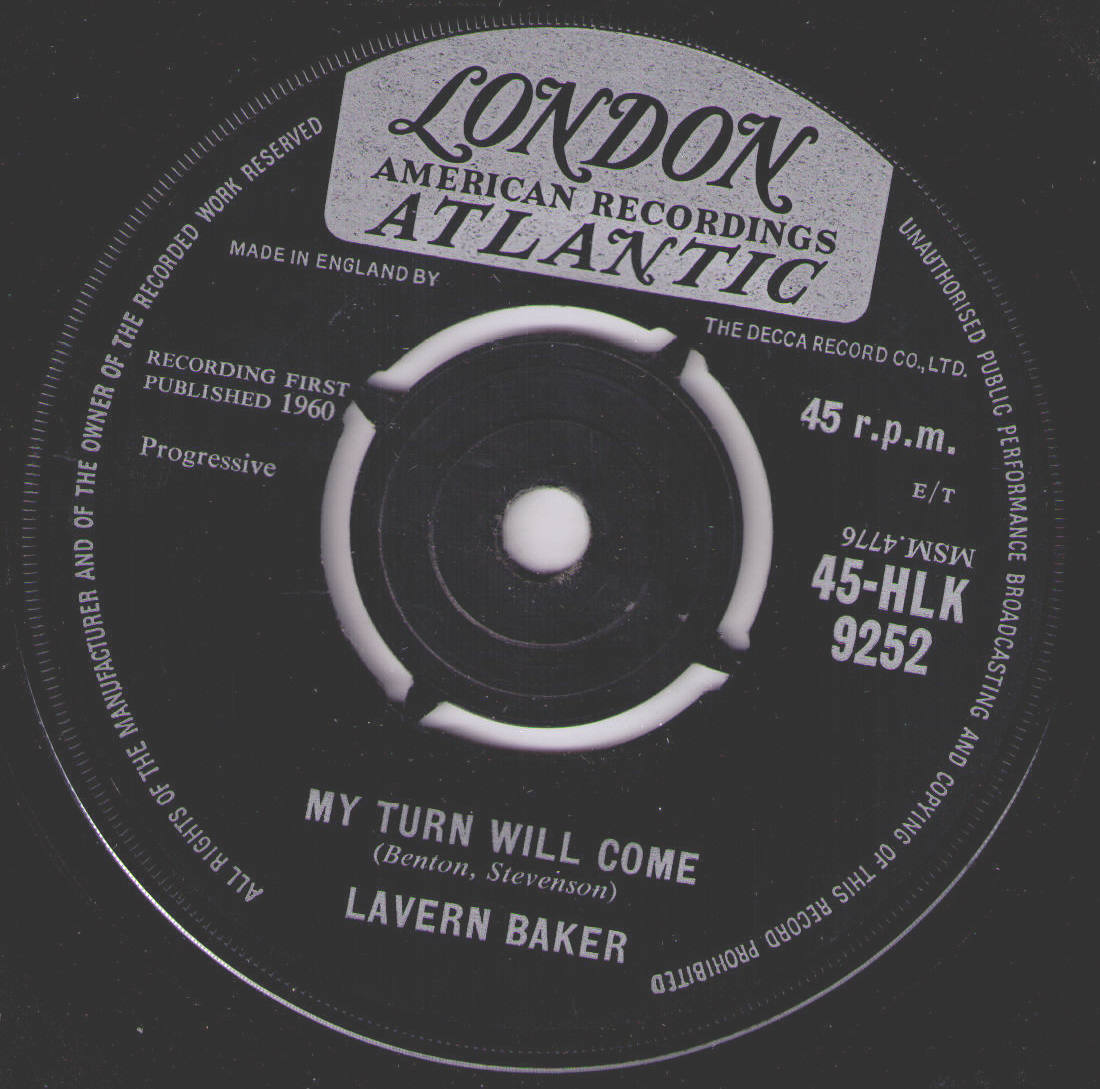 LONDON
AMERICAN RECORDINGS
ATLANTIC
MADE IN ENGLAND BY
THE DECCA RECORD CO., LTD.
RECORDING FIRST
PUBLISHED 1960
Progressive
45 r.p.m.
E/T
MSM.4776
45-HLK
9252
MY TURN WILL COME
(Benton, Stevenson)
LAVERN BAKER
ALL RIGHTS OF THE MANUFACTURER AND OF THE OWNER OF THE RECORDED WORK RESERVED
UNAUTHORISED PUBLIC PERFORMANCE BROADCASTING AND COPYING OF THIS RECORD PROHIBITED